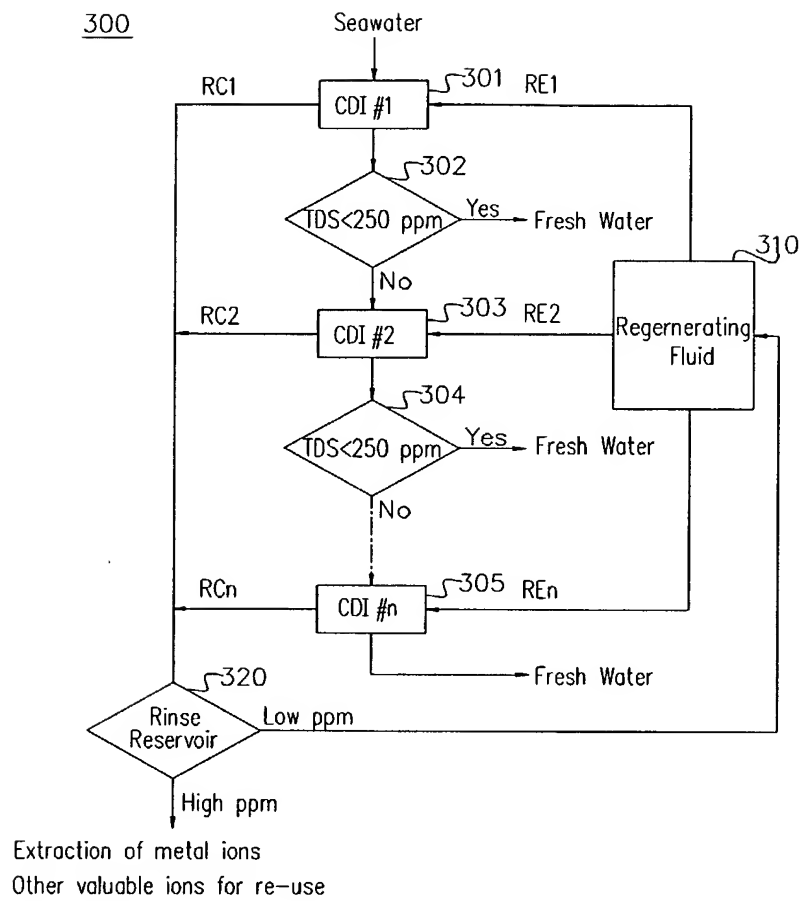 300
Seawater
RC1
CDI #1
301
RE1
302
TDS<250 ppm
Yes
Fresh Water
No
310
RC2
CDI #2
303
RE2
Regernerating
Fluid
304
TDS<250 ppm
Yes
Fresh Water
No
RCn
CDI #n
305
REn
Fresh Water
320
Rinse
Reservoir
Low ppm
High ppm
Extraction of metal ions
Other valuable ions for re-use